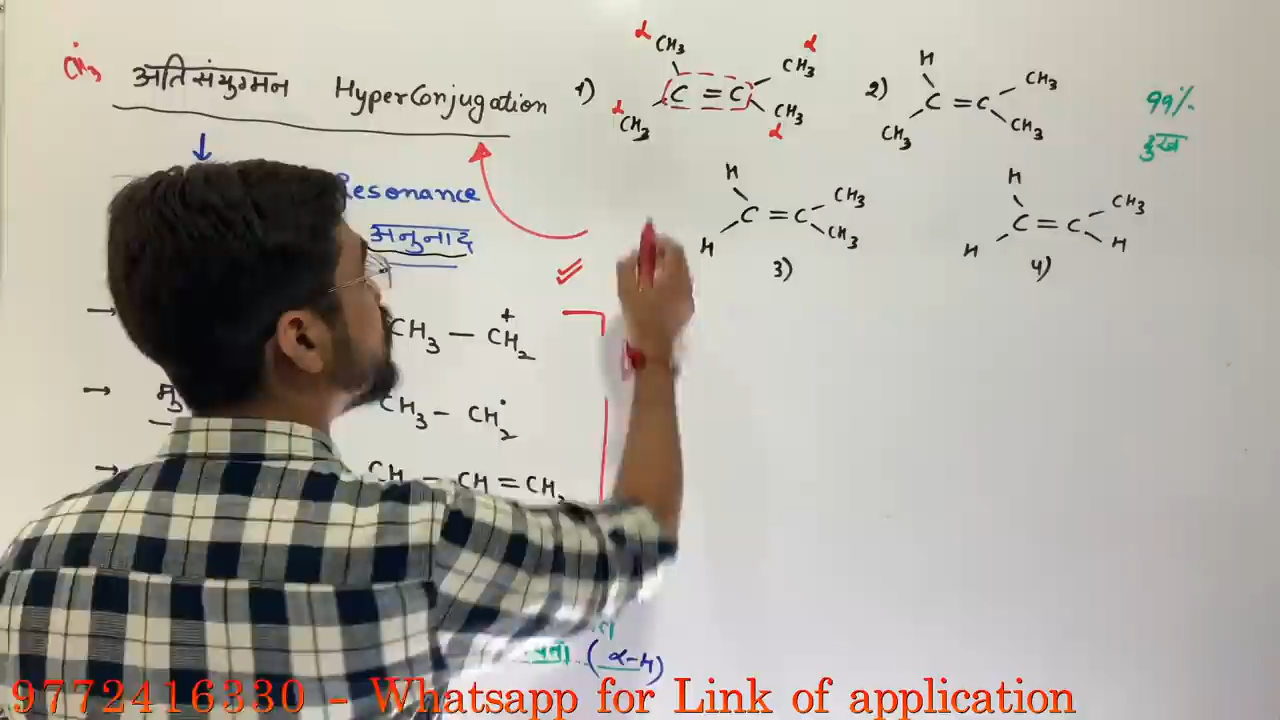 ĊH3 अतिसंयुग्मन HyperConjugation
Resonance
अनुनाद
→ CH3 — CH2 +
→ CH3 — CH2 •
→ CH — CH = CH2
(α-H)
1) α CH3 α CH3
C = C
α CH3 CH3 α
2) H CH3
C = C
CH3 CH3
99%
दुःख
H CH3
C = C
H CH3
3)
H CH3
C = C
H H
4)
9772416330 - Whatsapp for Link of application